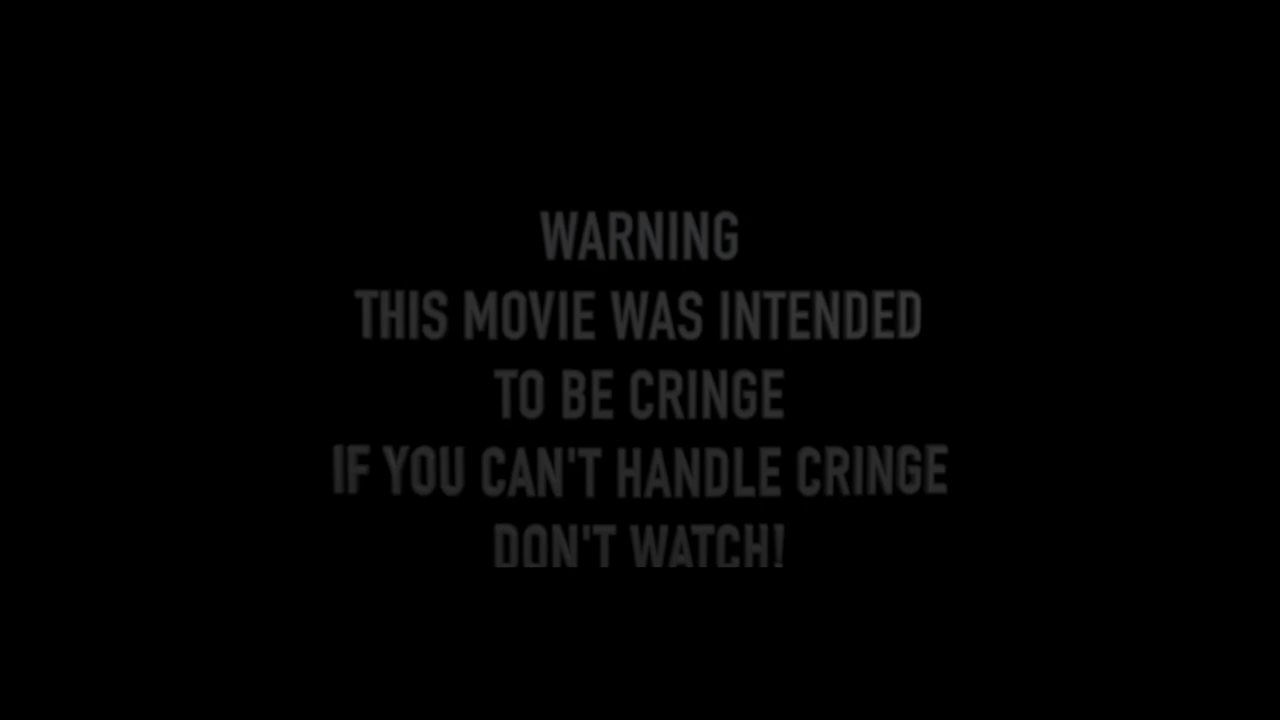 WARNING
THIS MOVIE WAS INTENDED
TO BE CRINGE
IF YOU CAN'T HANDLE CRINGE
DON'T WATCH!